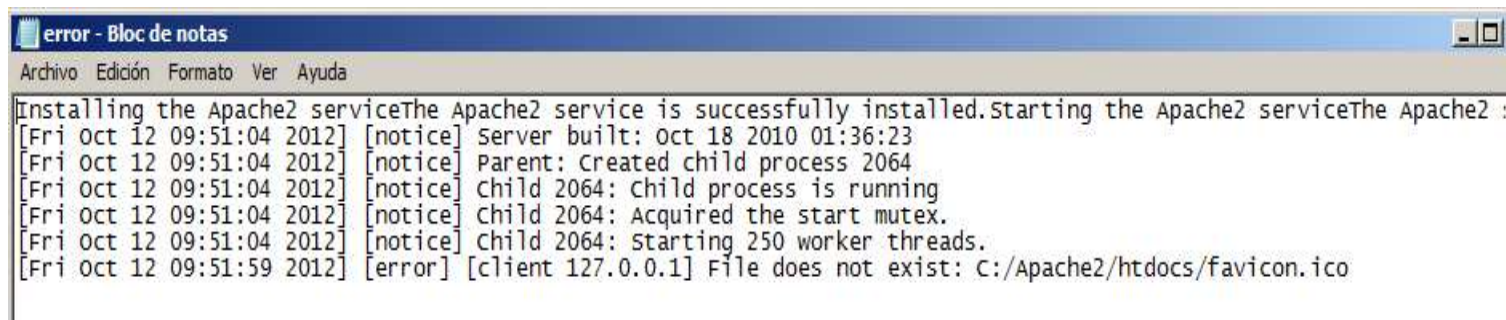 error - Bloc de notas
Archivo Edición Formato Ver Ayuda
Installing the Apache2 serviceThe Apache2 service is successfully installed.Starting the Apache2 serviceThe Apache2
[Fri Oct 12 09:51:04 2012] [notice] Server built: Oct 18 2010 01:36:23
[Fri Oct 12 09:51:04 2012] [notice] Parent: Created child process 2064
[Fri Oct 12 09:51:04 2012] [notice] Child 2064: Child process is running
[Fri Oct 12 09:51:04 2012] [notice] Child 2064: Acquired the start mutex.
[Fri Oct 12 09:51:04 2012] [notice] Child 2064: Starting 250 worker threads.
[Fri Oct 12 09:51:59 2012] [error] [client 127.0.0.1] File does not exist: C:/Apache2/htdocs/favicon.ico